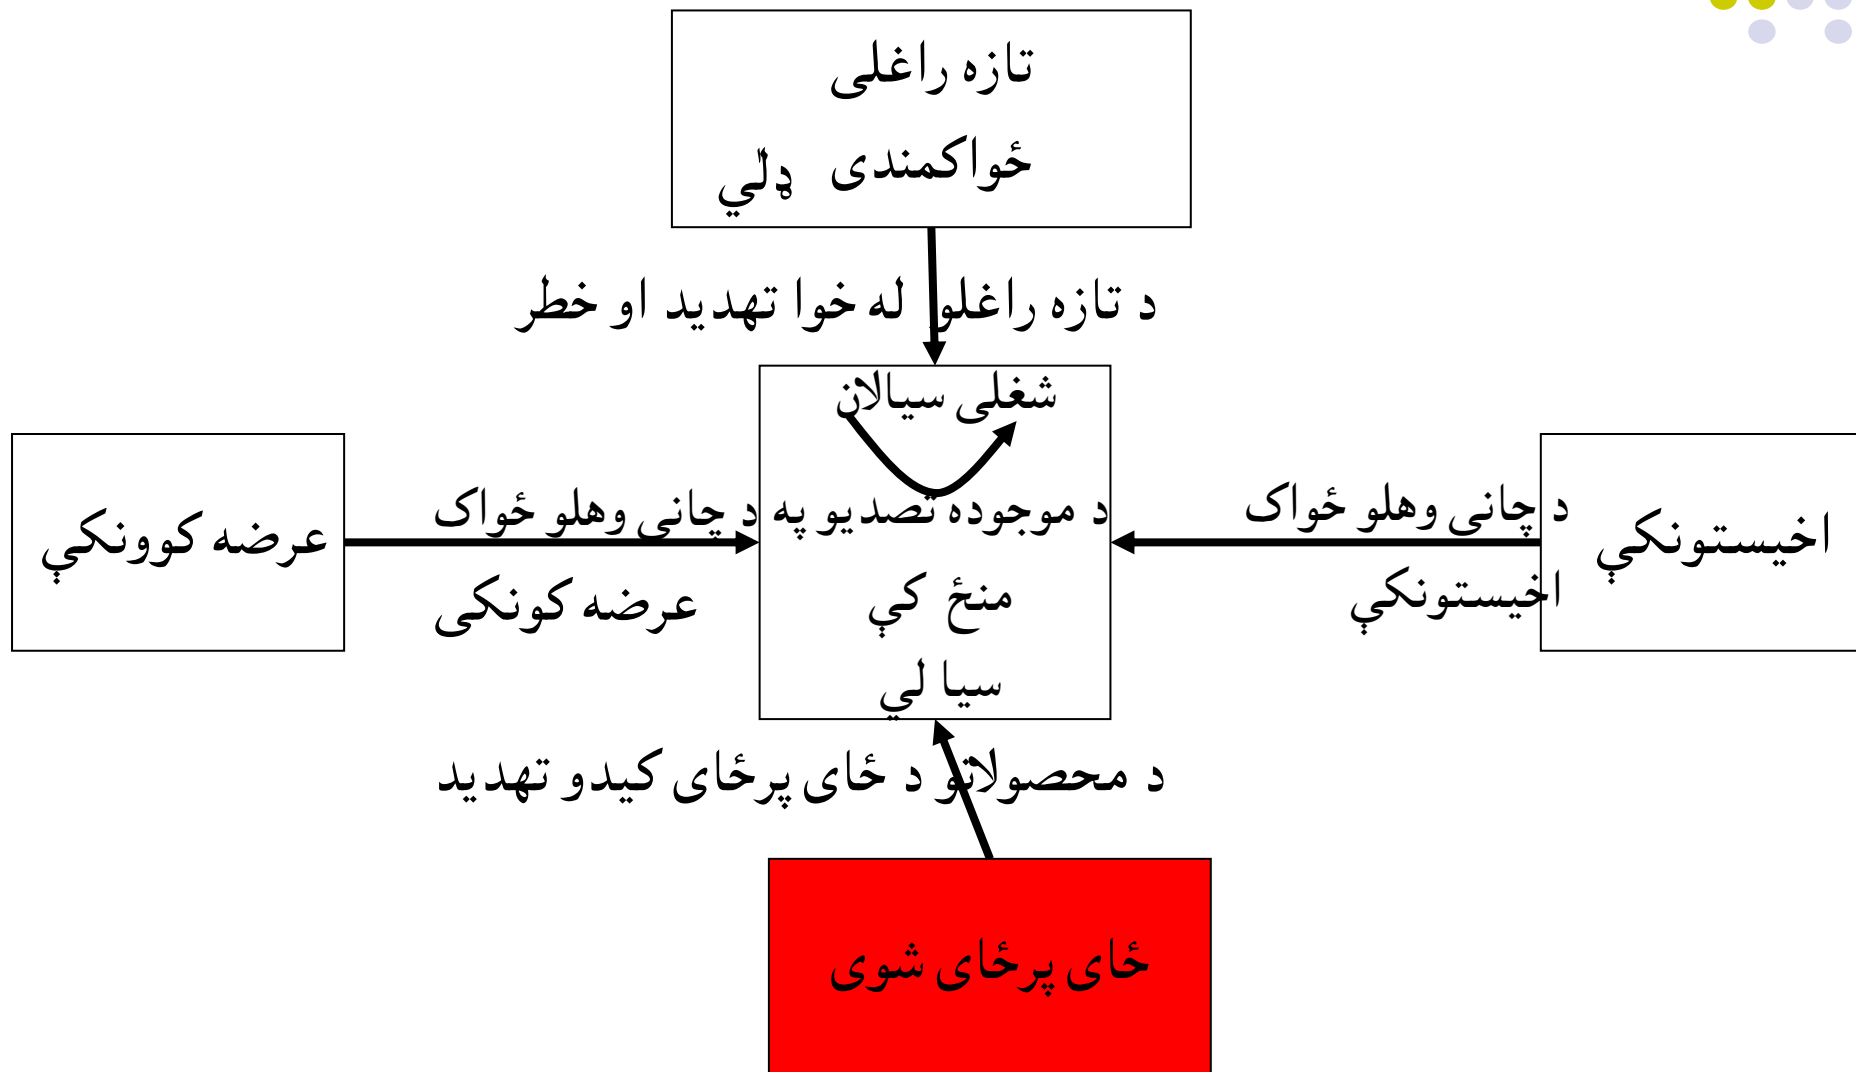 تازه راغلی
ځواکمندی ډلي
د تازه راغلو له خوا تهدید او خطر
شغلی سیالان
د موجوده تصدیو په
منځ کې
سیا لي
اخیستونکې
د چانی وهلو ځواک
اخیستونکې
د چانی وهلو ځواک
عرضه کونکی
عرضه کوونکې
د محصولاتو د ځای پرځای کیدو تهدید
ځای پرځای شوی